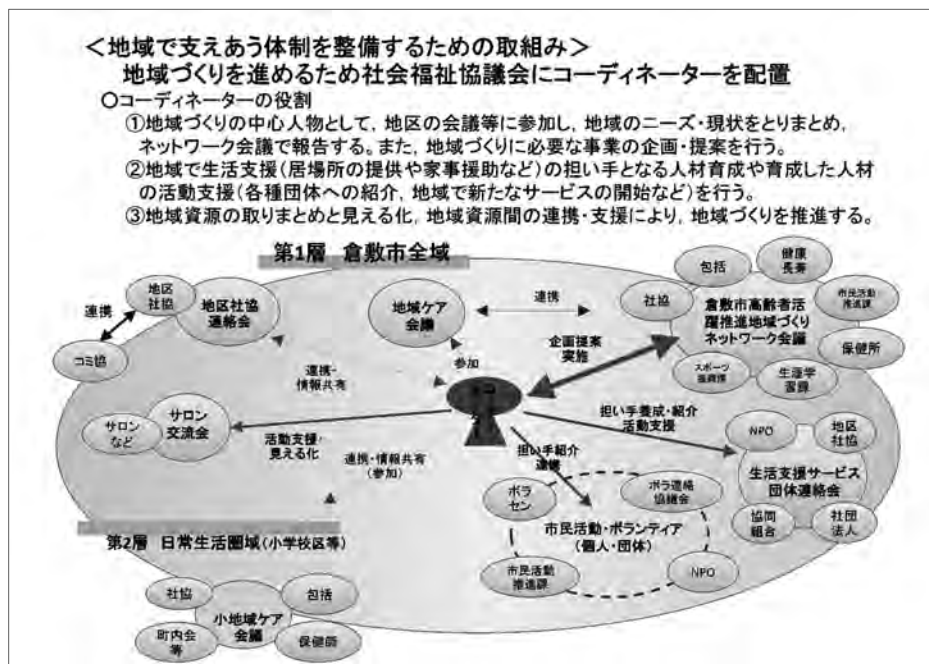 ＜地域で支えあう体制を整備するための取組み＞
地域づくりを進めるため社会福祉協議会にコーディネーターを配置
○コーディネーターの役割
①地域づくりの中心人物として，地区の会議等に参加し，地域のニーズ・現状をとりまとめ，
ネットワーク会議で報告する。また，地域づくりに必要な事業の企画・提案を行う。
②地域で生活支援（居場所の提供や家事援助など）の担い手となる人材育成や育成した人材
の活動支援（各種団体への紹介，地域で新たなサービスの開始など）を行う。
③地域資源の取りまとめと見える化，地域資源間の連携・支援により，地域づくりを推進する。
第1層　倉敷市全域
地区
社協
地区社協
連絡会
連携
コミ協
地域ケア
会議
連携
包括
健康
長寿
社協
市民活動
推進課
倉敷市高齢者活
躍推進地域づくり
ネットワーク会議
保健所
スポーツ
振興課
生涯学
習課
企画提案
実施
参加
連携・
情報共有
サロン
など
サロン
交流会
活動支援・
見える化
連携・情報共有
（参加）
担い手養成・紹介
活動支援
担い手紹介
連携
NPO
地区
社協
生活支援サービス
団体連絡会
協同
組合
社団
法人
ボラ
セン
ボラ連絡
協議会
市民活動・ボランティア
（個人・団体）
市民活動
推進課
NPO
第2層　日常生活圏域（小学校区等）
社協
包括
小地域ケア
会議
町内会
等
保健師